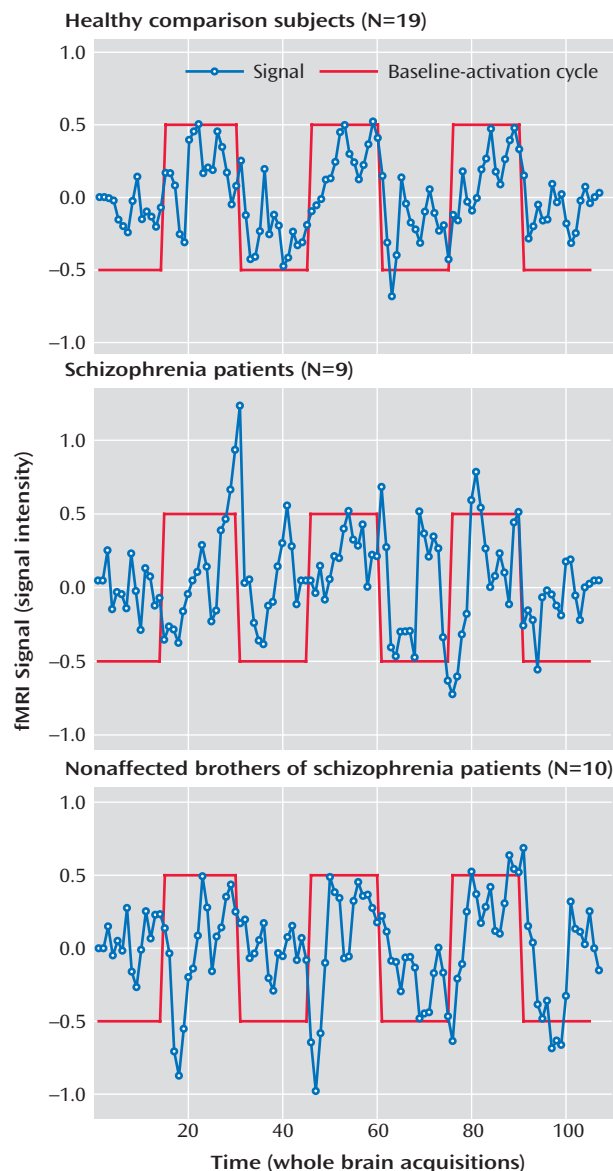 Healthy comparison subjects (N=19)
1.0
Signal
Baseline-activation cycle
0.5
0.0
−0.5
−1.0
Schizophrenia patients (N=9)
1.0
0.5
0.0
−0.5
−1.0
fMRI Signal (signal intensity)
Nonaffected brothers of schizophrenia patients (N=10)
1.0
0.5
0.0
−0.5
−1.0
20 40 60 80 100
Time (whole brain acquisitions)